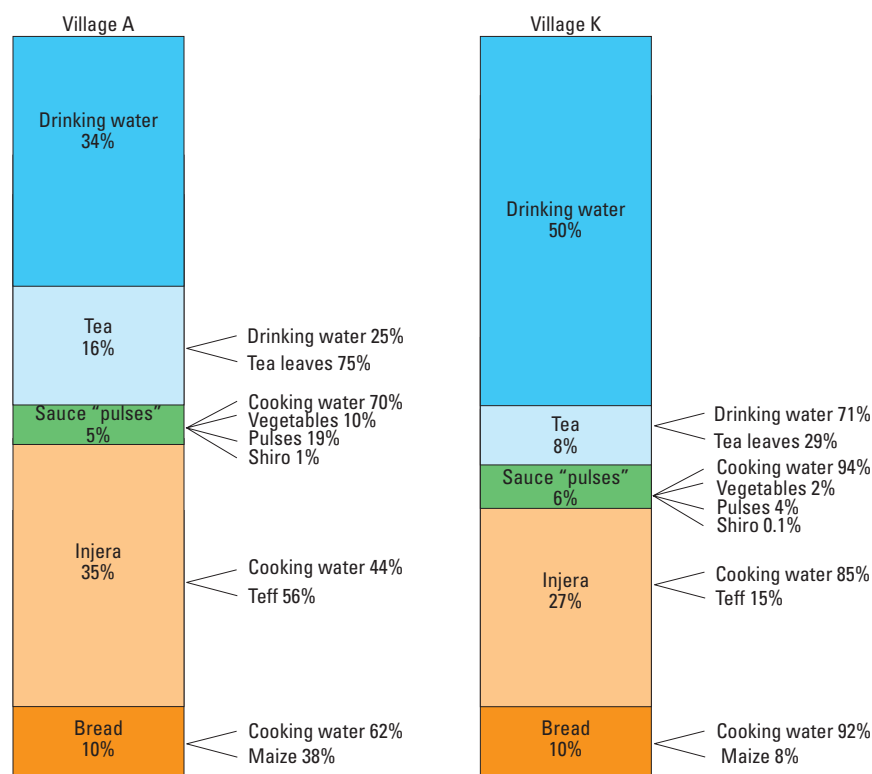 Village A
Drinking water
34%
Tea
16%
Drinking water 25%
Tea leaves 75%
Sauce “pulses”
5%
Cooking water 70%
Vegetables 10%
Pulses 19%
Shiro 1%
Injera
35%
Cooking water 44%
Teff 56%
Bread
10%
Cooking water 62%
Maize 38%
Village K
Drinking water
50%
Tea
8%
Drinking water 71%
Tea leaves 29%
Sauce “pulses”
6%
Cooking water 94%
Vegetables 2%
Pulses 4%
Shiro 0.1%
Injera
27%
Cooking water 85%
Teff 15%
Bread
10%
Cooking water 92%
Maize 8%